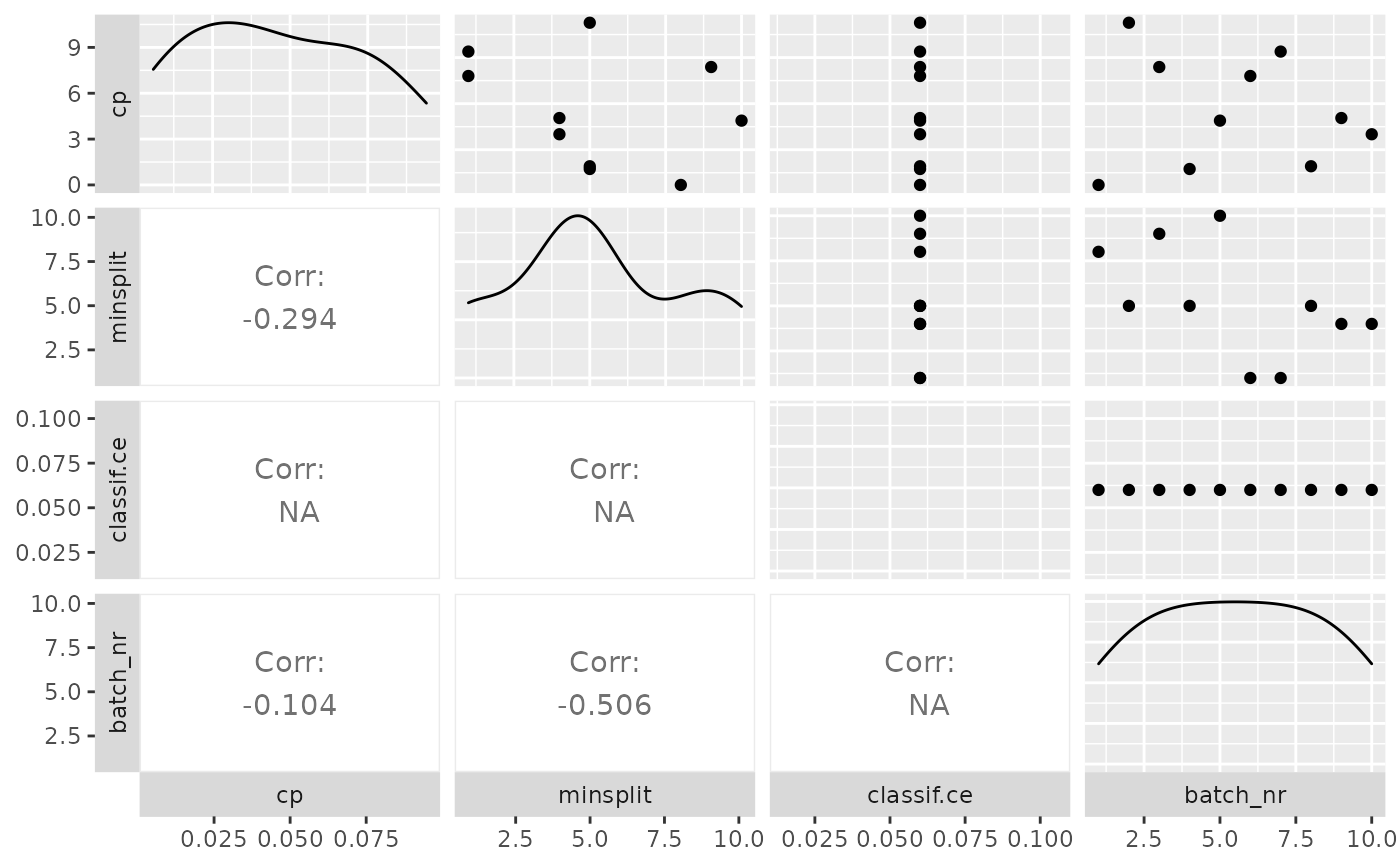 9
6
3
0
cp
10.0
7.5
5.0
2.5
minsplit
Corr:
-0.294
0.100
0.075
0.050
0.025
classif.ce
Corr:
NA
Corr:
NA
10.0
7.5
5.0
2.5
batch_nr
Corr:
-0.104
Corr:
-0.506
Corr:
NA
cp
minsplit
classif.ce
batch_nr
0.025 0.050 0.075
2.5 5.0 7.5 10.0
0.025 0.050 0.075 0.100
2.5 5.0 7.5 10.0